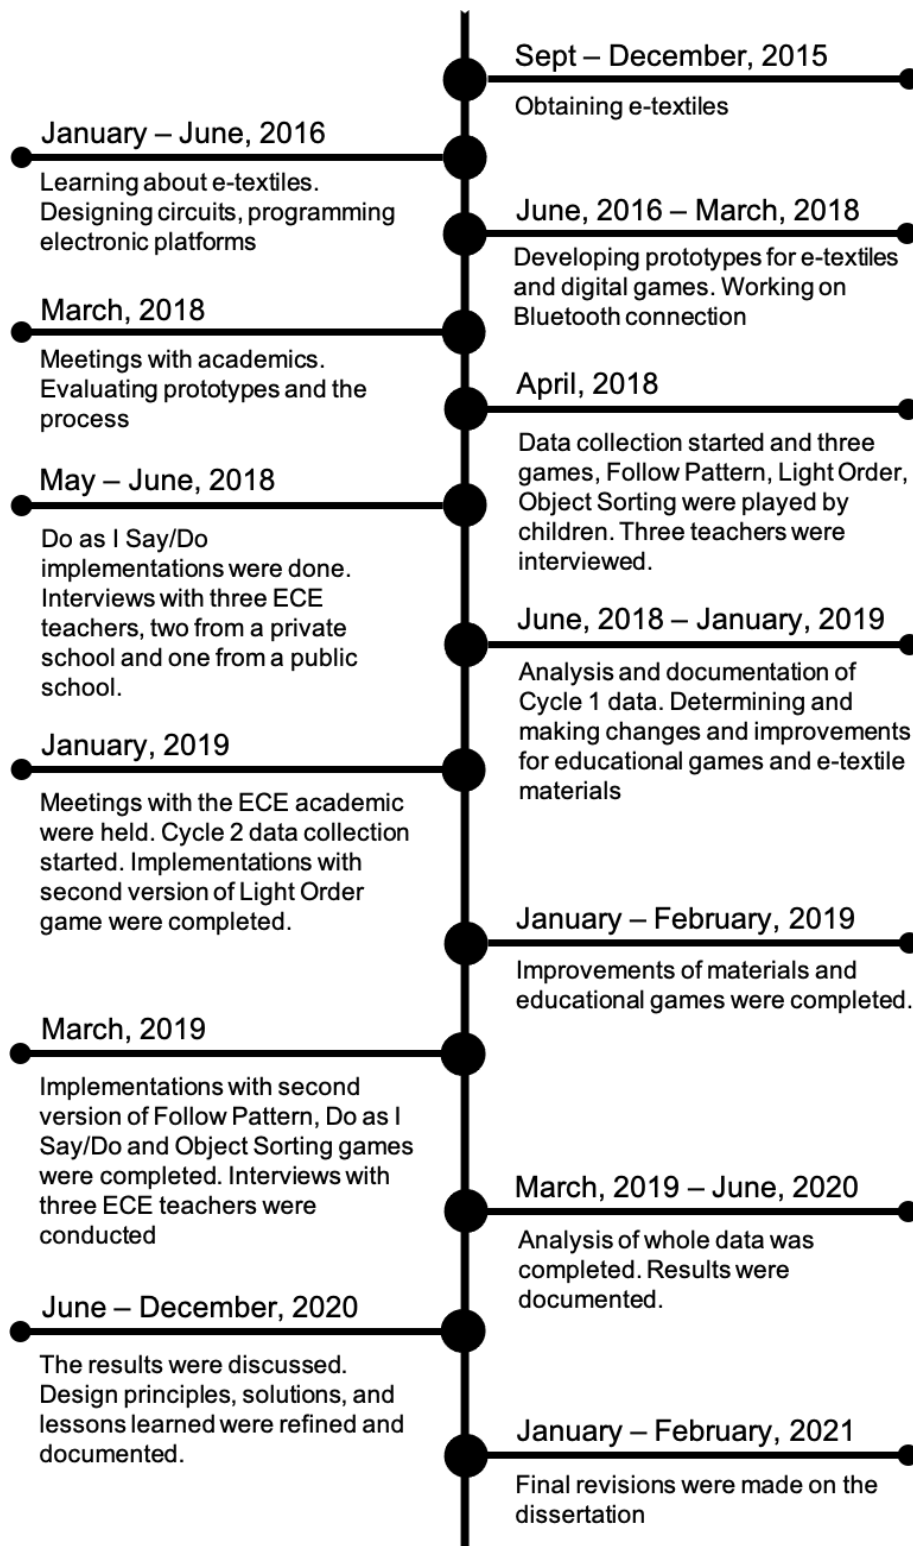 Sept – December, 2015
Obtaining e-textiles
January – June, 2016
Learning about e-textiles.
Designing circuits, programming
electronic platforms
June, 2016 – March, 2018
Developing prototypes for e-textiles
and digital games. Working on
Bluetooth connection
March, 2018
Meetings with academics.
Evaluating prototypes and the
process
April, 2018
Data collection started and three
games, Follow Pattern, Light Order,
Object Sorting were played by
children. Three teachers were
interviewed.
May – June, 2018
Do as I Say/Do
implementations were done.
Interviews with three ECE
teachers, two from a private
school and one from a public
school.
June, 2018 – January, 2019
Analysis and documentation of
Cycle 1 data. Determining and
making changes and improvements
for educational games and e-textile
materials
January, 2019
Meetings with the ECE academic
were held. Cycle 2 data collection
started. Implementations with
second version of Light Order
game were completed.
January – February, 2019
Improvements of materials and
educational games were completed.
March, 2019
Implementations with second
version of Follow Pattern, Do as I
Say/Do and Object Sorting games
were completed. Interviews with
three ECE teachers were
conducted
March, 2019 – June, 2020
Analysis of whole data was
completed. Results were
documented.
June – December, 2020
The results were discussed.
Design principles, solutions, and
lessons learned were refined and
documented.
January – February, 2021
Final revisions were made on the
dissertation